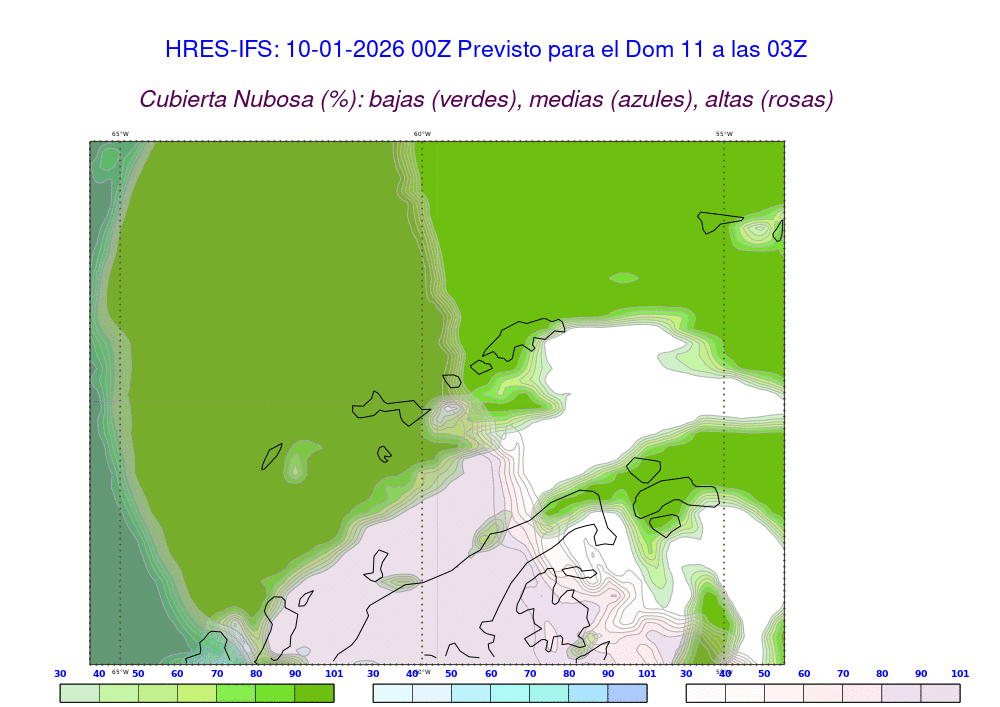 HRES-IFS: 10-01-2026 00Z Previsto para el Dom 11 a las 03Z
Cubierta Nubosa (%): bajas (verdes), medias (azules), altas (rosas)
65°W 60°W 55°W
65°W 60°W
30 40 50 60 70 80 90 101 30 40 50 60 70 80 90 101 30 40 50 60 70 80 90 101